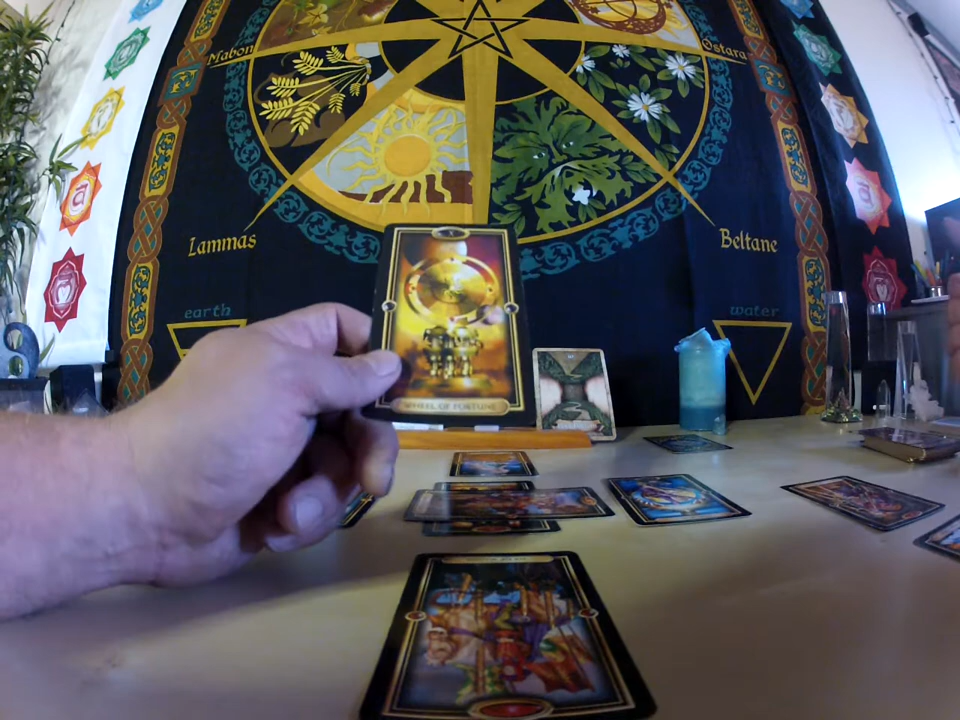 Mabon
Ostara
Lammas
Beltane
earth
water
WHEEL OF FORTUNE